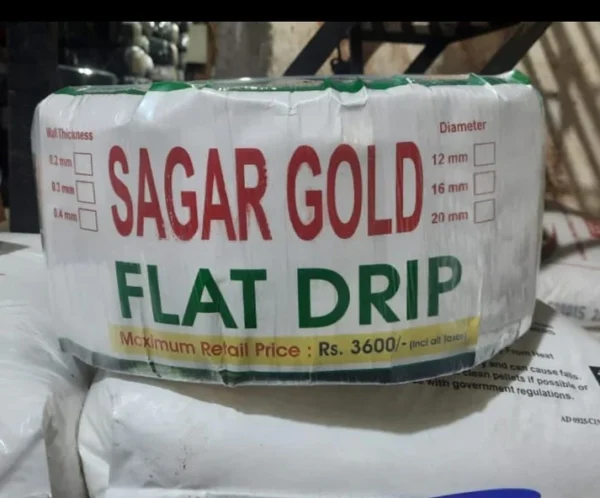 Wall Thickness
0.2 mm
0.3 mm
0.4 mm
SAGAR GOLD
Diameter
12 mm
16 mm
20 mm
FLAT DRIP
Maximum Retail Price : Rs. 3600/- (Incl all Taxes)
From Heat
and can cause falls.
clean pellets if possible or
with government regulations.